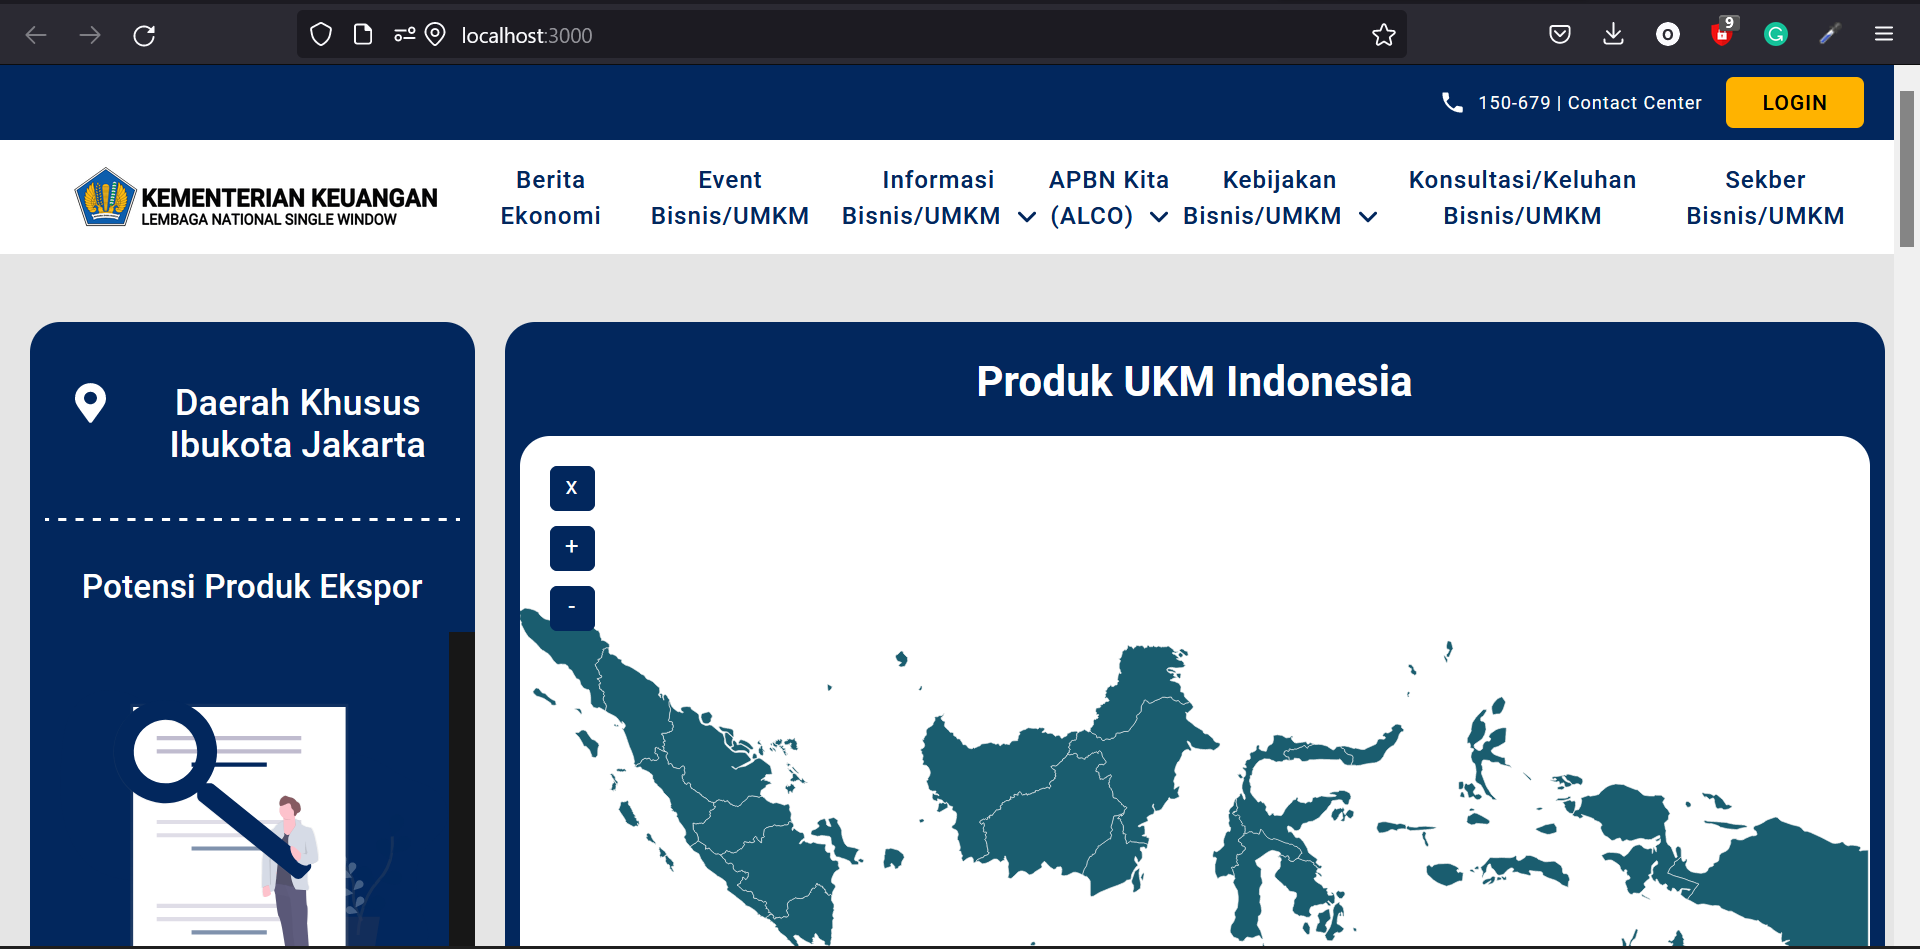 localhost:3000
9
150-679 | Contact Center
LOGIN
KEMENTERIAN KEUANGAN
LEMBAGA NATIONAL SINGLE WINDOW
Berita
Ekonomi
Event
Bisnis/UMKM
Informasi
Bisnis/UMKM
APBN Kita
(ALCO)
Kebijakan
Bisnis/UMKM
Konsultasi/Keluhan
Bisnis/UMKM
Sekber
Bisnis/UMKM
Daerah Khusus
Ibukota Jakarta
Potensi Produk Ekspor
Produk UKM Indonesia
X
+
-